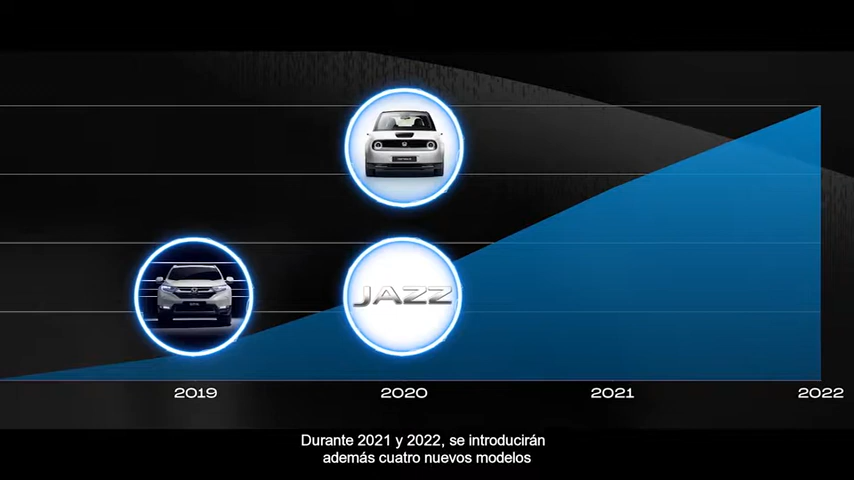 JAZZ
2019 2020 2021 2022
Durante 2021 y 2022, se introducirán
además cuatro nuevos modelos